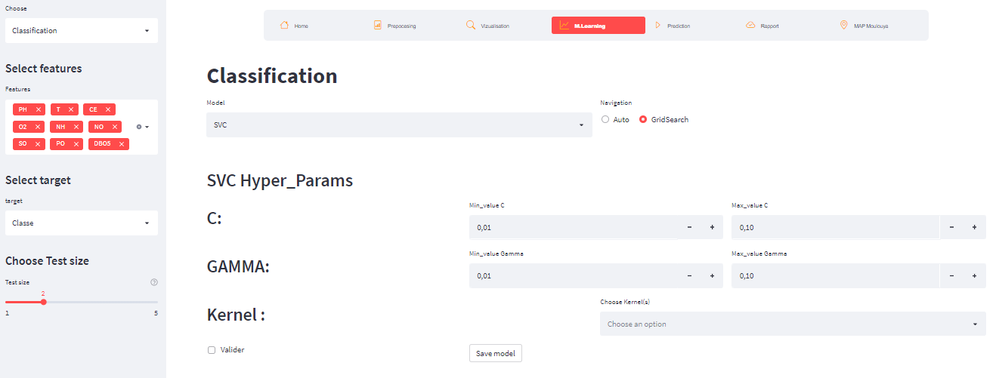 Choose
Classification
Select features
Features
PH × T × CE ×
O2 × NH × NO ×
SO × PO × DBO5 ×
Select target
target
Classe
Choose Test size
Test size
2
1 5
Home Prepocesing Vizualisation M.Learning Prediction Rapport MAP Moulouya
Classification
Model Navigation
SVC Auto GridSearch
SVC Hyper_Params
Min_value C Max_value C
C: 0,01 - + 0,10 - +
Min_value Gamma Max_value Gamma
GAMMA: 0,01 - + 0,10 - +
Choose Kernel(s)
Kernel : Choose an option
Valider Save model